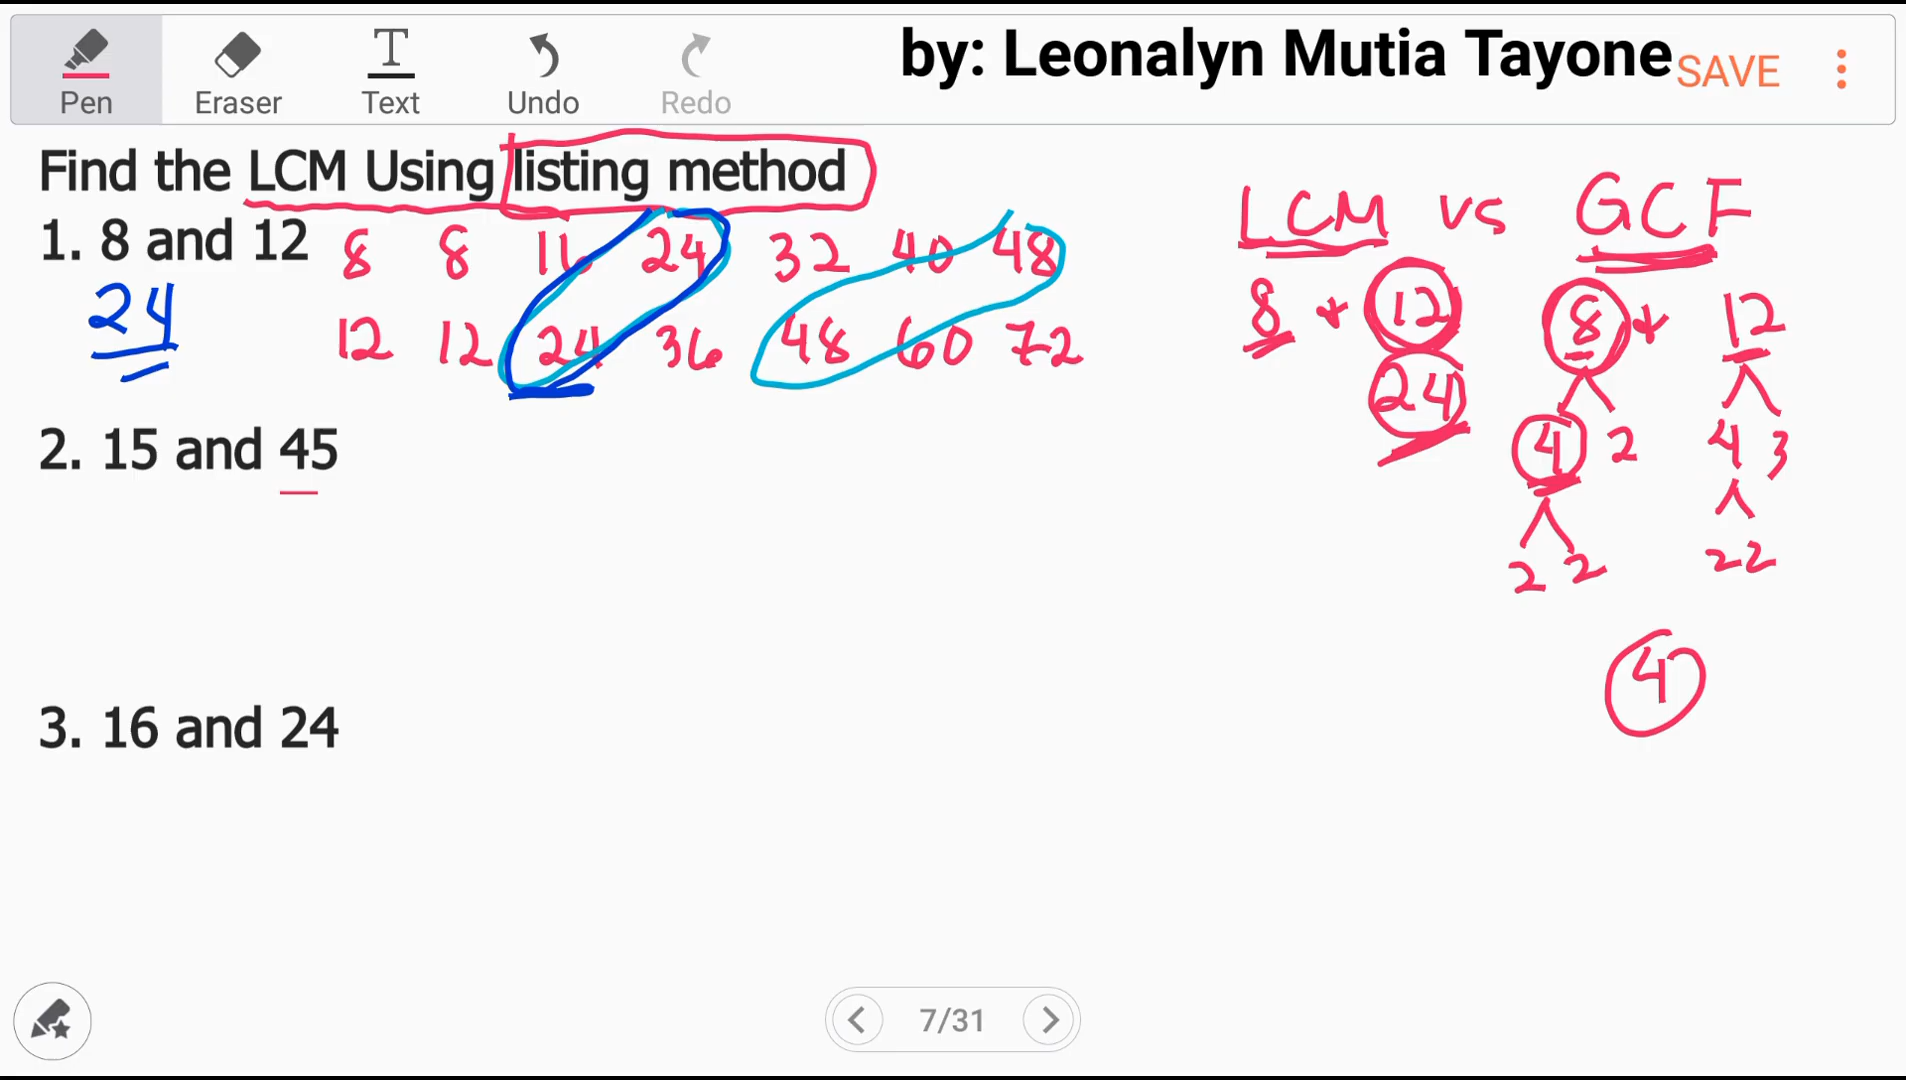 by: Leonalyn Mutia Tayone
SAVE
Pen Eraser Text Undo Redo
Find the LCM Using listing method
1. 8 and 12
8 8 16 24 32 40 48
24
12 12 24 36 48 60 72
2. 15 and 45
3. 16 and 24
LCM vs GCF
8 * 12
24
8 * 12
4 2 4 3
2 2 2 2
4
7/31